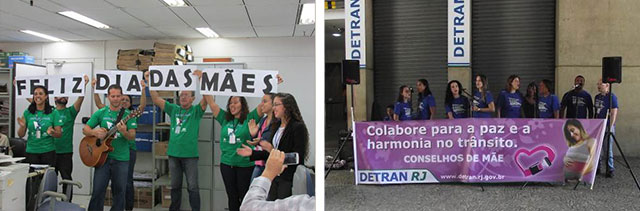 FELIZ DIA DAS MÃES
DETRAN
DETRAN
Colabore para a paz e a
harmonia no trânsito.
CONSELHOS DE MÃE
DETRAN RJ
www.detran.rj.gov.br